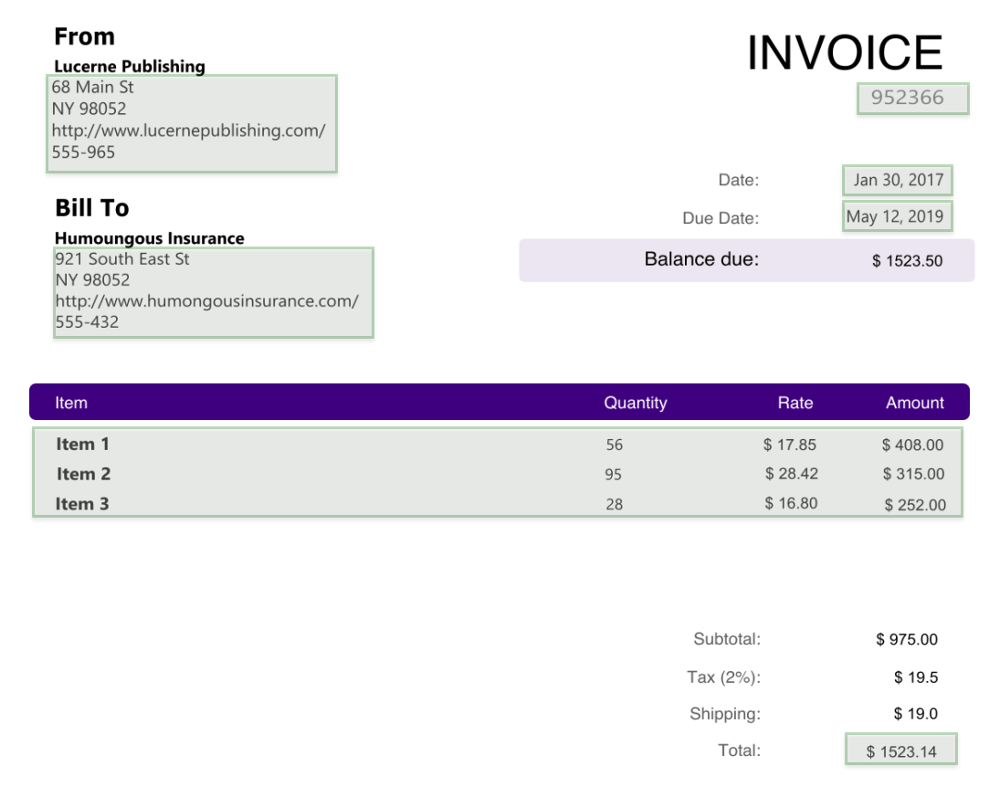 From
Lucerne Publishing
68 Main St
NY 98052
http://www.lucernepublishing.com/
555-965
INVOICE
952366
Date: Jan 30, 2017
Due Date: May 12, 2019
Balance due: $ 1523.50
Bill To
Humoungous Insurance
921 South East St
NY 98052
http://www.humongousinsurance.com/
555-432
Item Quantity Rate Amount
Item 1 56 $ 17.85 $ 408.00
Item 2 95 $ 28.42 $ 315.00
Item 3 28 $ 16.80 $ 252.00
Subtotal: $ 975.00
Tax (2%): $ 19.5
Shipping: $ 19.0
Total: $ 1523.14